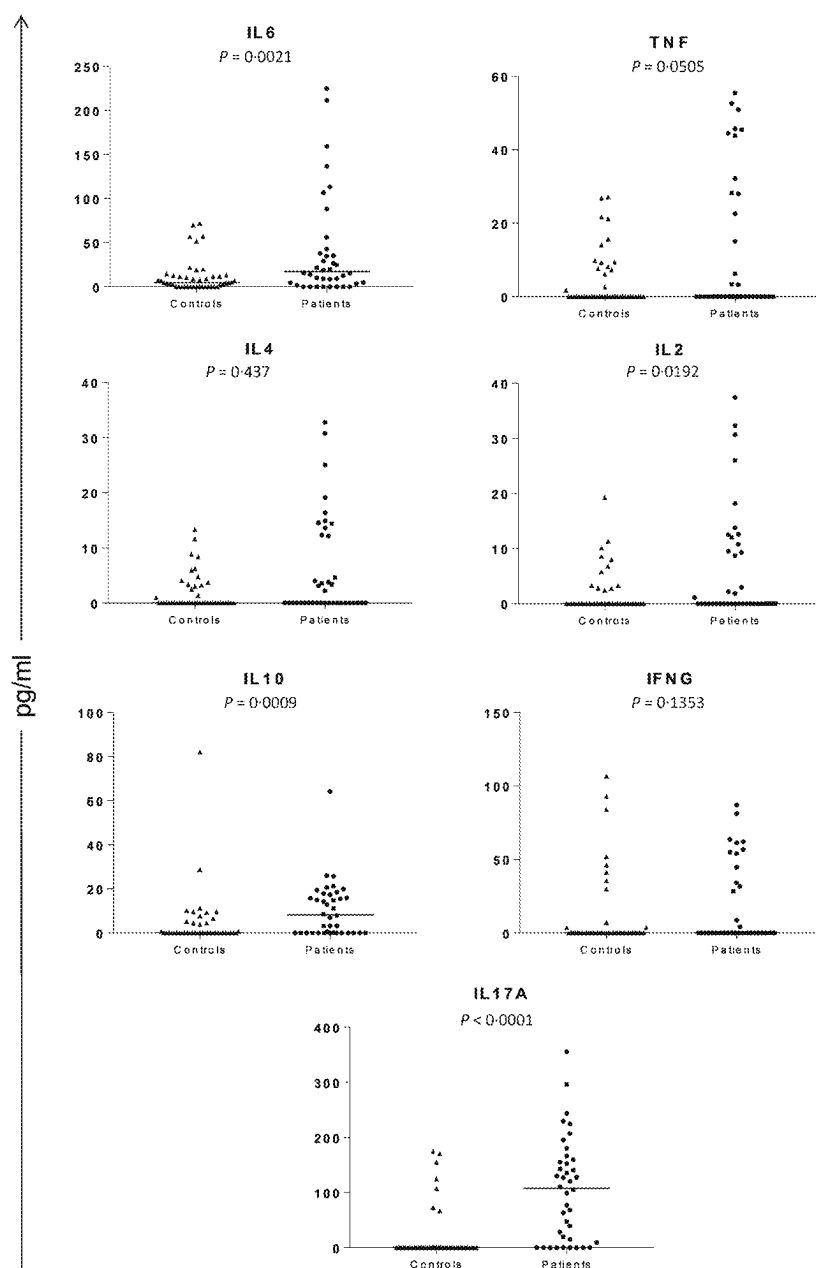 pg/ml
IL6
P = 0·0021
250
200
150
100
50
0
Controls Patients
TNF
P = 0·0505
60
40
20
0
Controls Patients
IL4
P = 0·437
40
30
20
10
0
Controls Patients
IL2
P = 0·0192
40
30
20
10
0
Controls Patients
IL10
P = 0·0009
100
80
60
40
20
0
Controls Patients
IFNG
P = 0·1353
150
100
50
0
Controls Patients
IL17A
P < 0·0001
400
300
200
100
0
Controls Patients